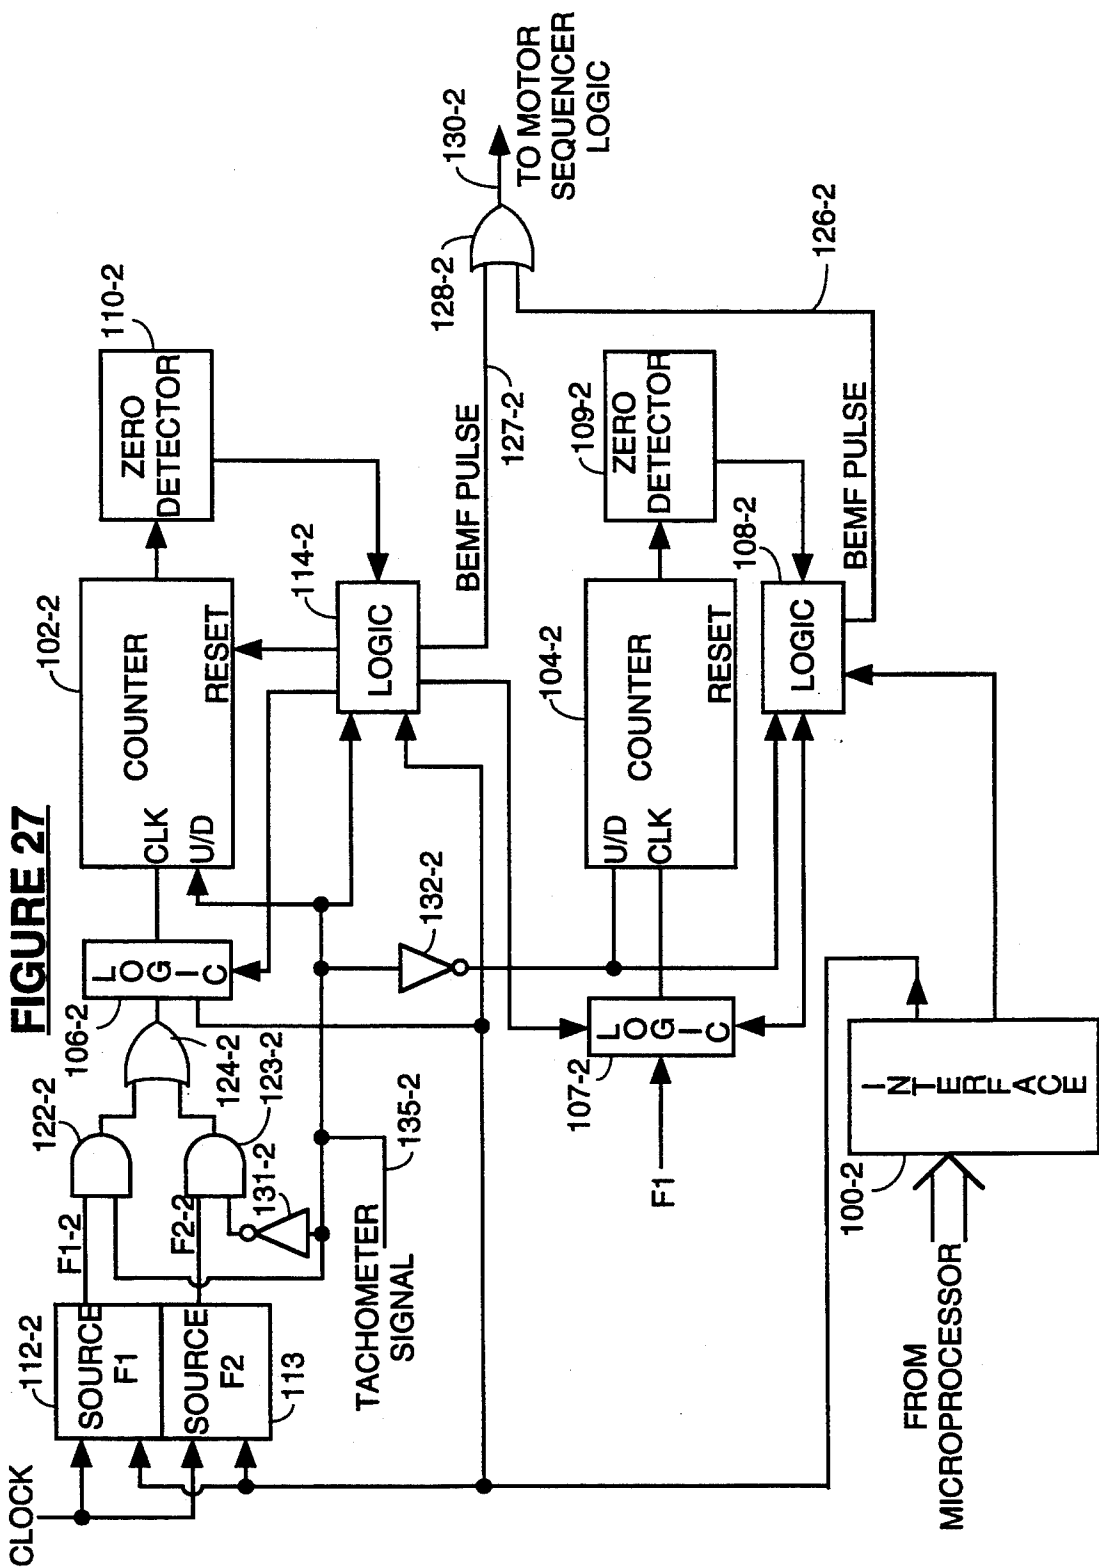 FIGURE 27
CLOCK
112-2
SOURCE
F1
SOURCE
F2
113
F1-2
F2-2
122-2
123-2
124-2
131-2
TACHOMETER
SIGNAL
135-2
106-2
LOGIC
102-2
COUNTER
CLK
U/D
RESET
110-2
ZERO
DETECTOR
114-2
LOGIC
132-2
BEMF PULSE
127-2
128-2
130-2
TO MOTOR
SEQUENCER
LOGIC
126-2
F1
107-2
LOGIC
104-2
COUNTER
U/D
CLK
RESET
109-2
ZERO
DETECTOR
108-2
LOGIC
BEMF PULSE
100-2
INTERFACE
FROM
MICROPROCESSOR